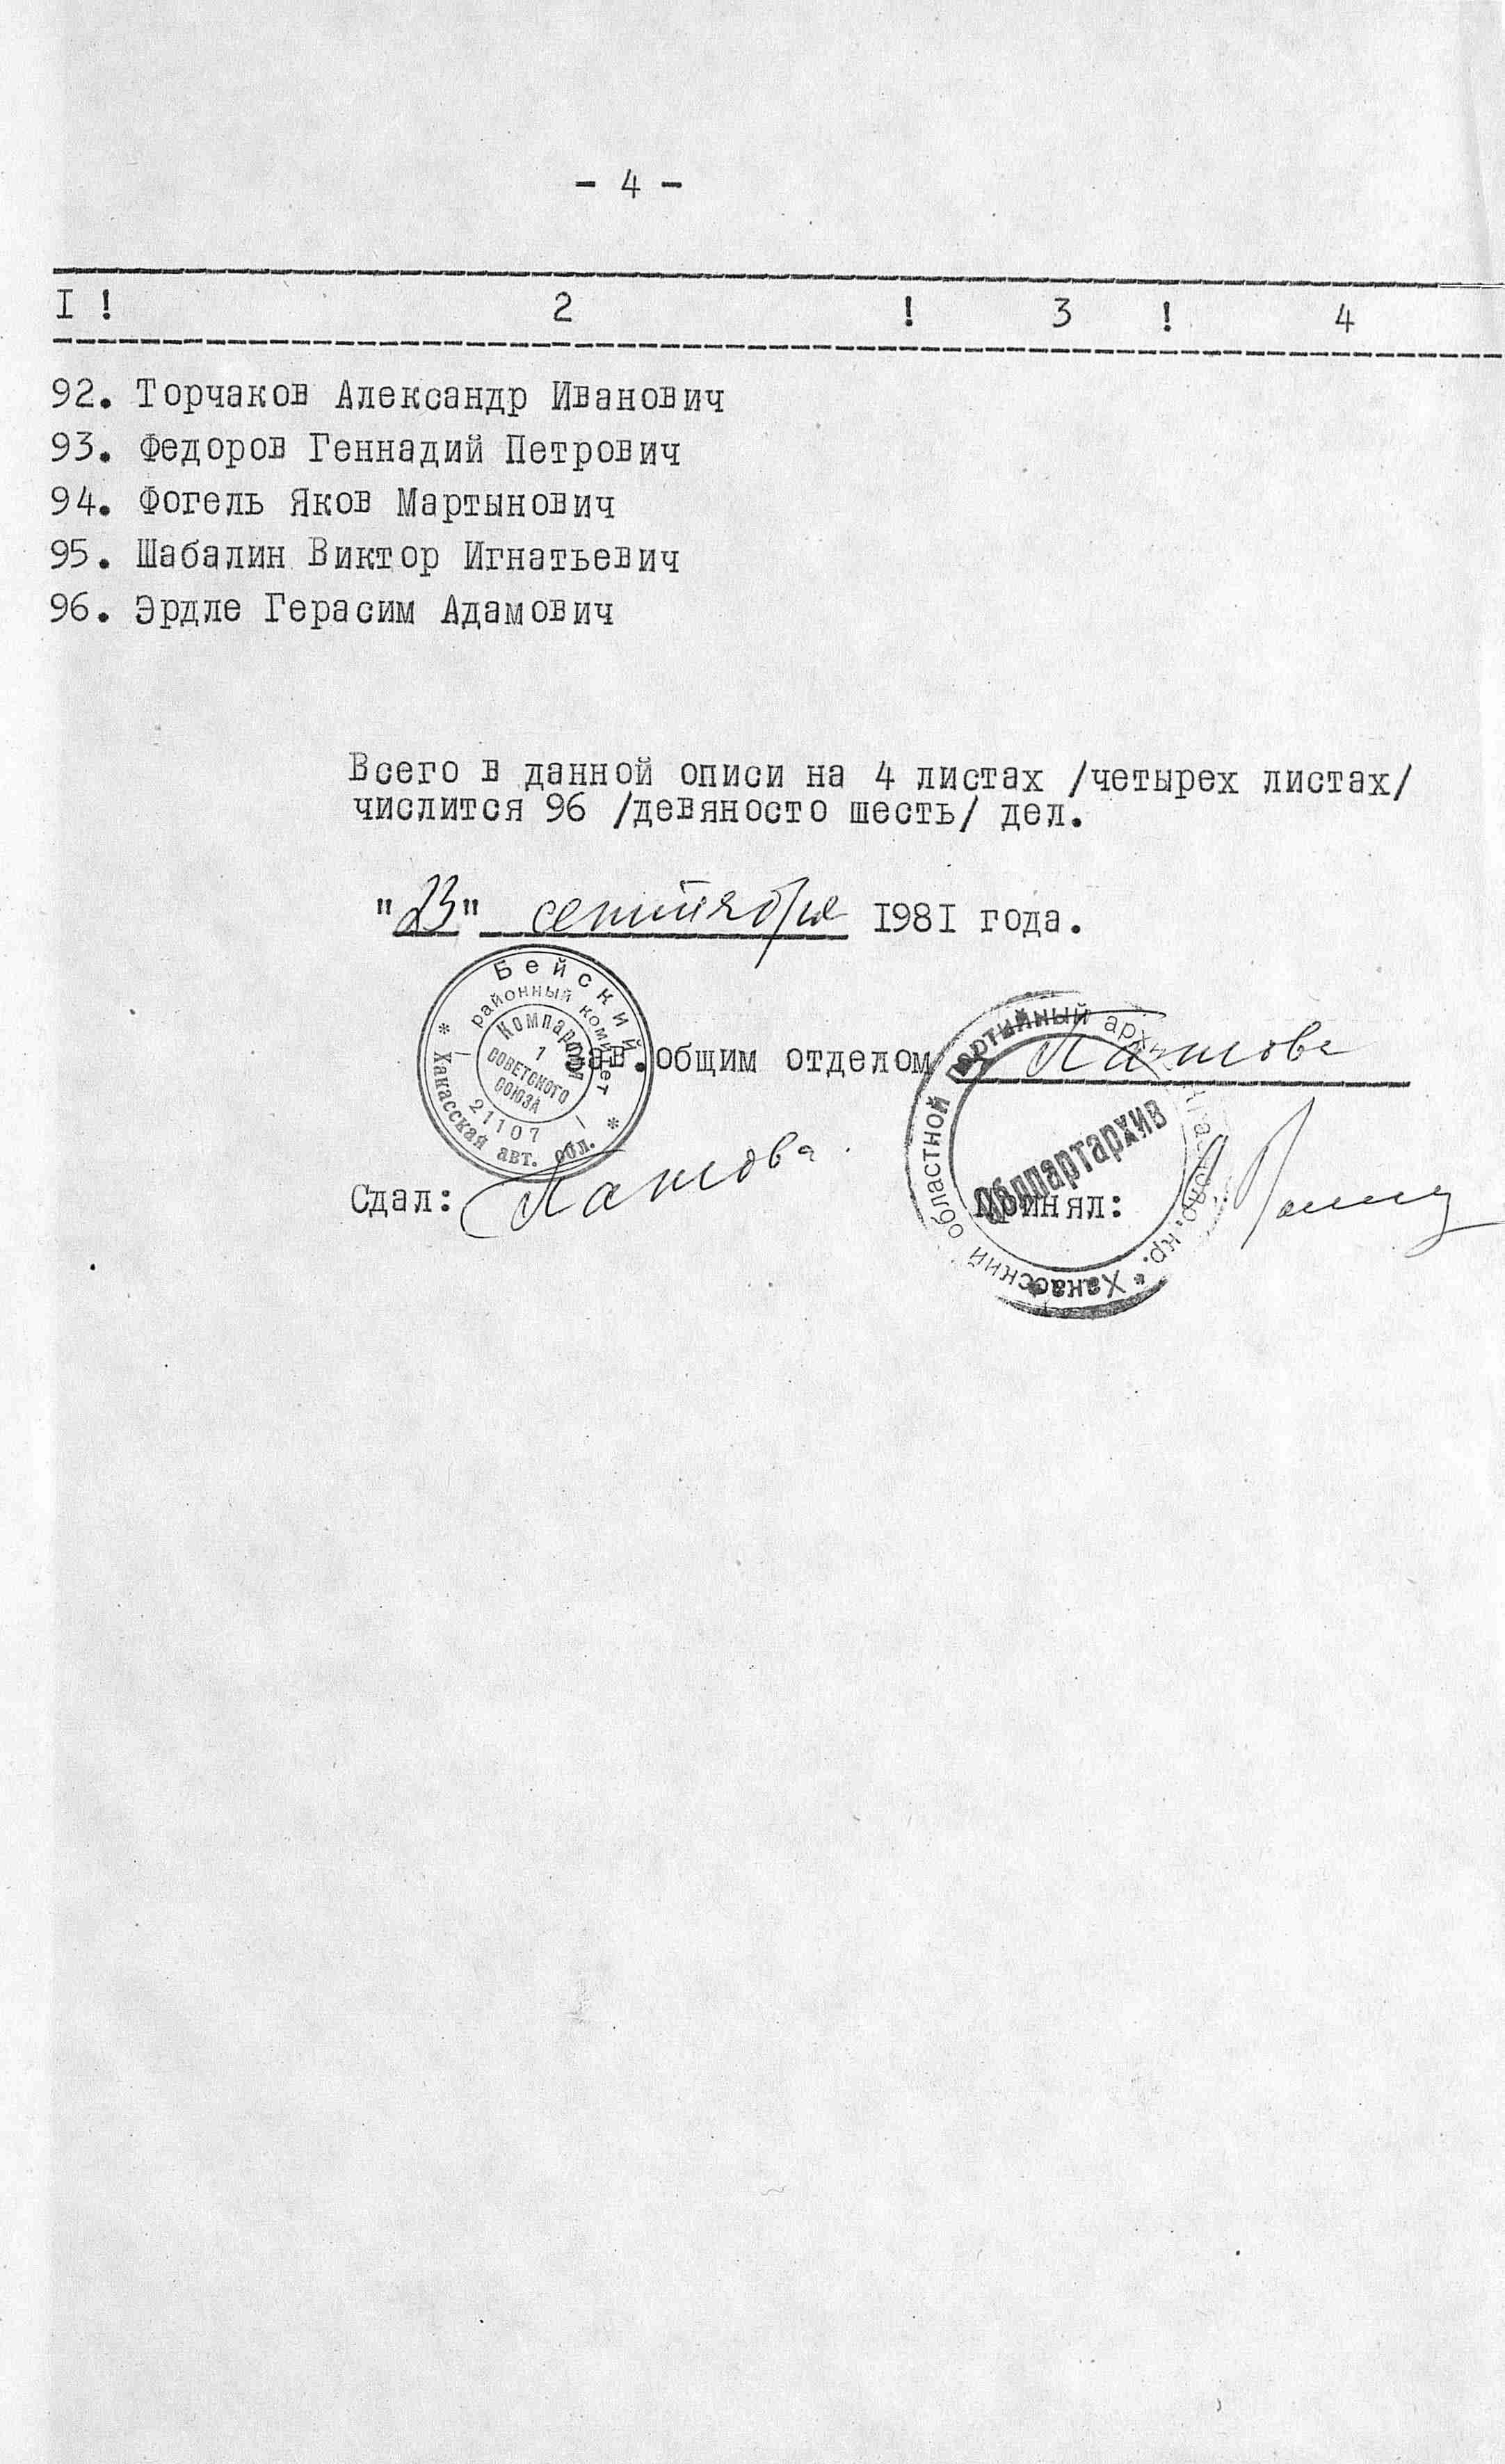 - 4 -
I ! 2 ! 3 ! 4
92. Торчаков Александр Иванович
93. Федоров Геннадий Петрович
94. Фогель Яков Мартынович
95. Шабалин Виктор Игнатьевич
96. Эрдле Герасим Адамович
Всего в данной описи на 4 листах /четырех листах/
числится 96 /девяносто шесть/ дел.
"23" сентября 1981 года.
Бейский
районный комитет
Компартии
1
СОВЕТСКОГО
СОЮЗА
21107
* Хакасская авт. обл. *
Зав. общим отделом
* Хакасский областной партийный
Облпартархив
Сдал: Принял: